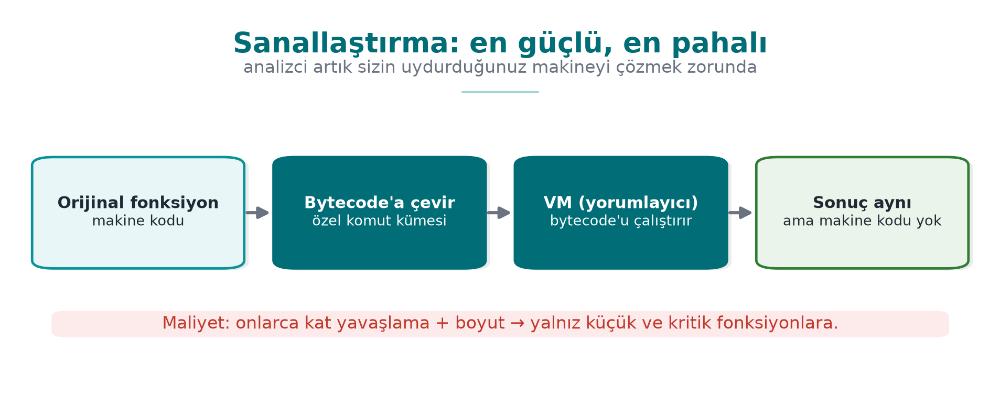 Sanallaştırma: en güçlü, en pahalı
analizci artık sizin uydurduğunuz makineyi çözmek zorunda
Orijinal fonksiyon
makine kodu
Bytecode'a çevir
özel komut kümesi
VM (yorumlayıcı)
bytecode'u çalıştırır
Sonuç aynı
ama makine kodu yok
Maliyet: onlarca kat yavaşlama + boyut → yalnız küçük ve kritik fonksiyonlara.